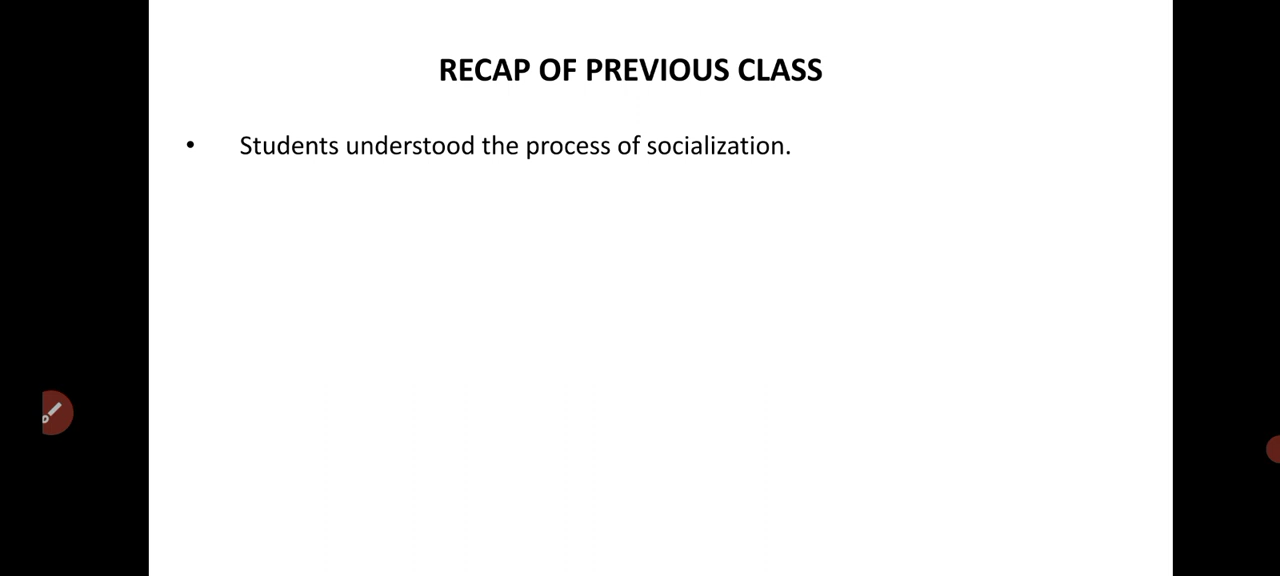 RECAP OF PREVIOUS CLASS
• Students understood the process of socialization.